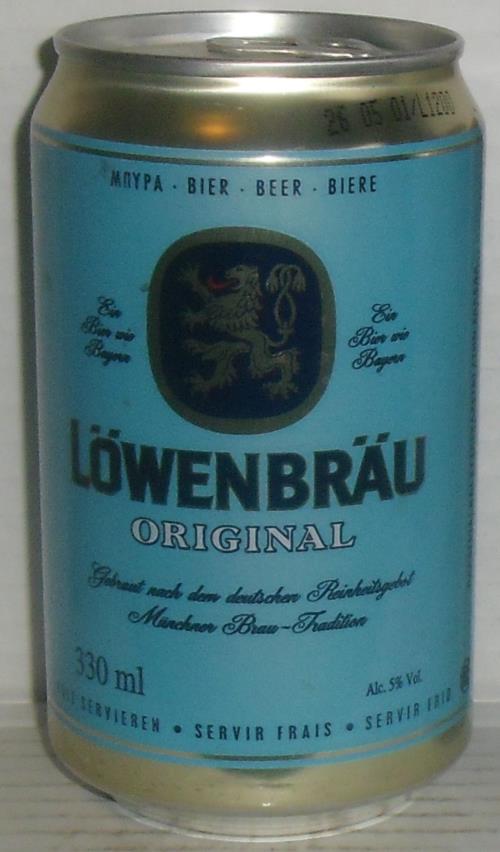 26 05 01/L1200
ΜΠΥΡΑ · BIER · BEER · BIERE
Ein
Bier wie
Bayern
Ein
Bier wie
Bayern
LÖWENBRÄU
ORIGINAL
Gebraut nach dem deutschen Reinheitsgebot
Münchner Brau-Tradition
330 ml
Alc. 5% Vol.
SERVIEREN • SERVIR FRAIS • SERVIR FRIO